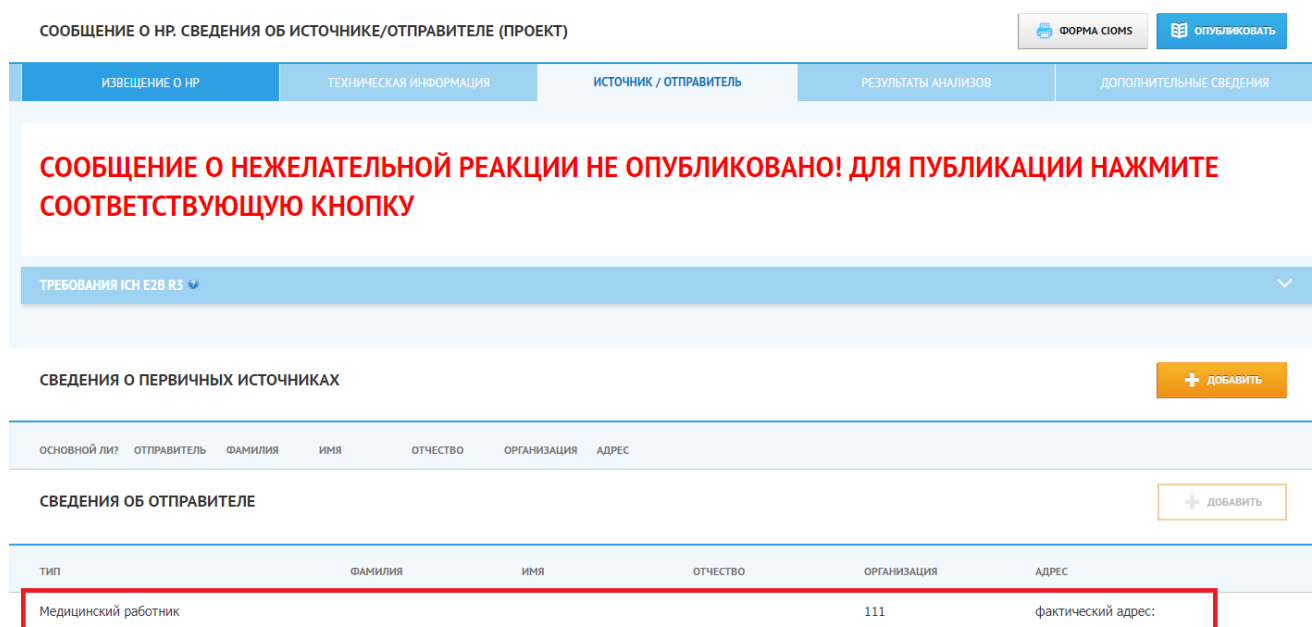 СООБЩЕНИЕ О НР. СВЕДЕНИЯ ОБ ИСТОЧНИКЕ/ОТПРАВИТЕЛЕ (ПРОЕКТ)
ФОРМА CIOMS
ОПУБЛИКОВАТЬ
ИЗВЕЩЕНИЕ О НР
ТЕХНИЧЕСКАЯ ИНФОРМАЦИЯ
ИСТОЧНИК / ОТПРАВИТЕЛЬ
РЕЗУЛЬТАТЫ АНАЛИЗОВ
ДОПОЛНИТЕЛЬНЫЕ СВЕДЕНИЯ
СООБЩЕНИЕ О НЕЖЕЛАТЕЛЬНОЙ РЕАКЦИИ НЕ ОПУБЛИКОВАНО! ДЛЯ ПУБЛИКАЦИИ НАЖМИТЕ
СООТВЕТСТВУЮЩУЮ КНОПКУ
ТРЕБОВАНИЯ ICH E2B R3 ?
СВЕДЕНИЯ О ПЕРВИЧНЫХ ИСТОЧНИКАХ
ДОБАВИТЬ
ОСНОВНОЙ ЛИ? ОТПРАВИТЕЛЬ ФАМИЛИЯ ИМЯ ОТЧЕСТВО ОРГАНИЗАЦИЯ АДРЕС
СВЕДЕНИЯ ОБ ОТПРАВИТЕЛЕ
ДОБАВИТЬ
ТИП ФАМИЛИЯ ИМЯ ОТЧЕСТВО ОРГАНИЗАЦИЯ АДРЕС
Медицинский работник 111 фактический адрес: